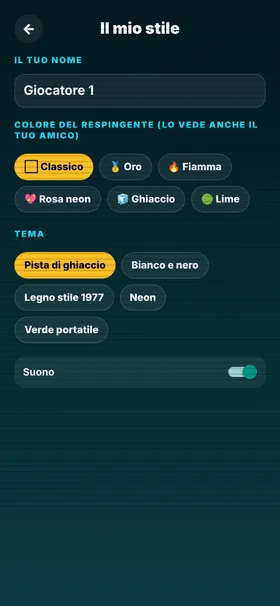 Il mio stile
IL TUO NOME
Giocatore 1
COLORE DEL RESPINGENTE (LO VEDE ANCHE IL
TUO AMICO)
Classico
Oro
Fiamma
Rosa neon
Ghiaccio
Lime
TEMA
Pista di ghiaccio
Bianco e nero
Legno stile 1977
Neon
Verde portatile
Suono